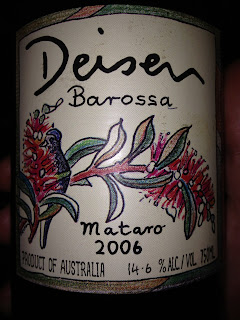 Deisen
Barossa
Mataro
2006
PRODUCT OF AUSTRALIA 14.6 % ALC/VOL 750ML